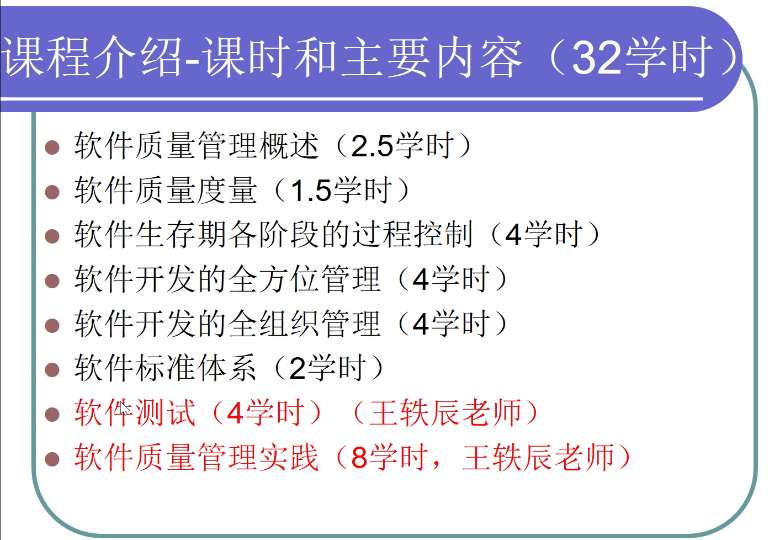 课程介绍-课时和主要内容（32学时）
软件质量管理概述（2.5学时）
软件质量度量（1.5学时）
软件生存期各阶段的过程控制（4学时）
软件开发的全方位管理（4学时）
软件开发的全组织管理（4学时）
软件标准体系（2学时）
软件测试（4学时）（王轶辰老师）
软件质量管理实践（8学时，王轶辰老师）